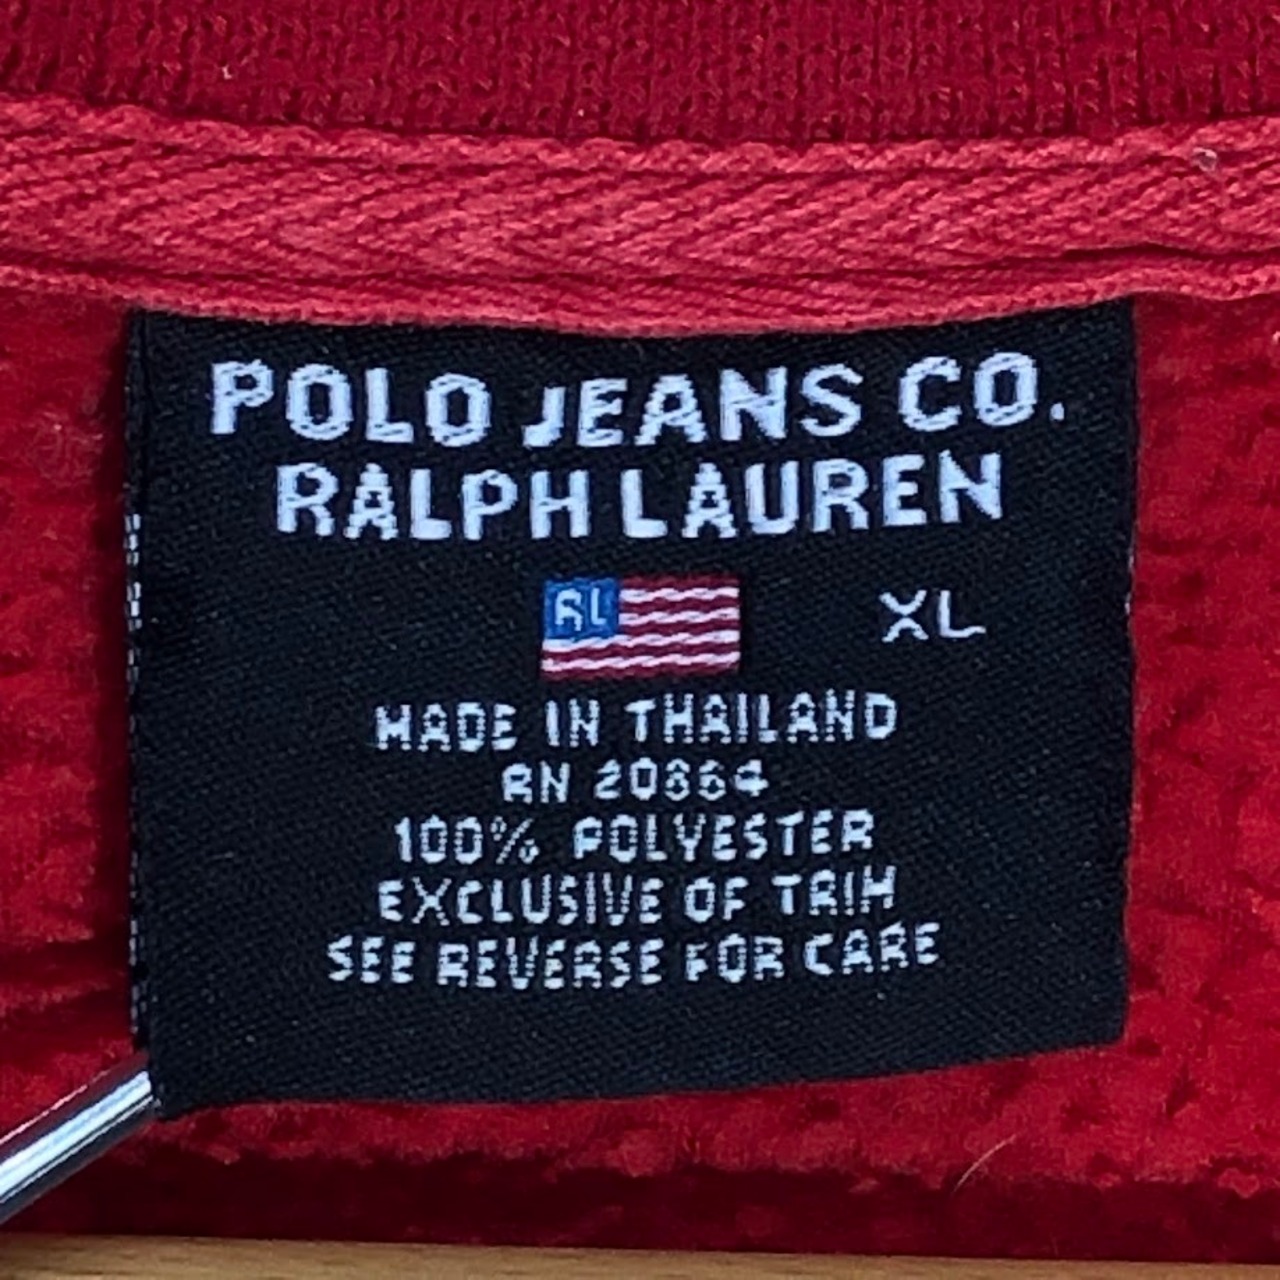 POLO JEANS CO.
RALPH LAUREN
RL
XL
MADE IN THAILAND
RN 20864
100% POLYESTER
EXCLUSIVE OF TRIM
SEE REVERSE FOR CARE